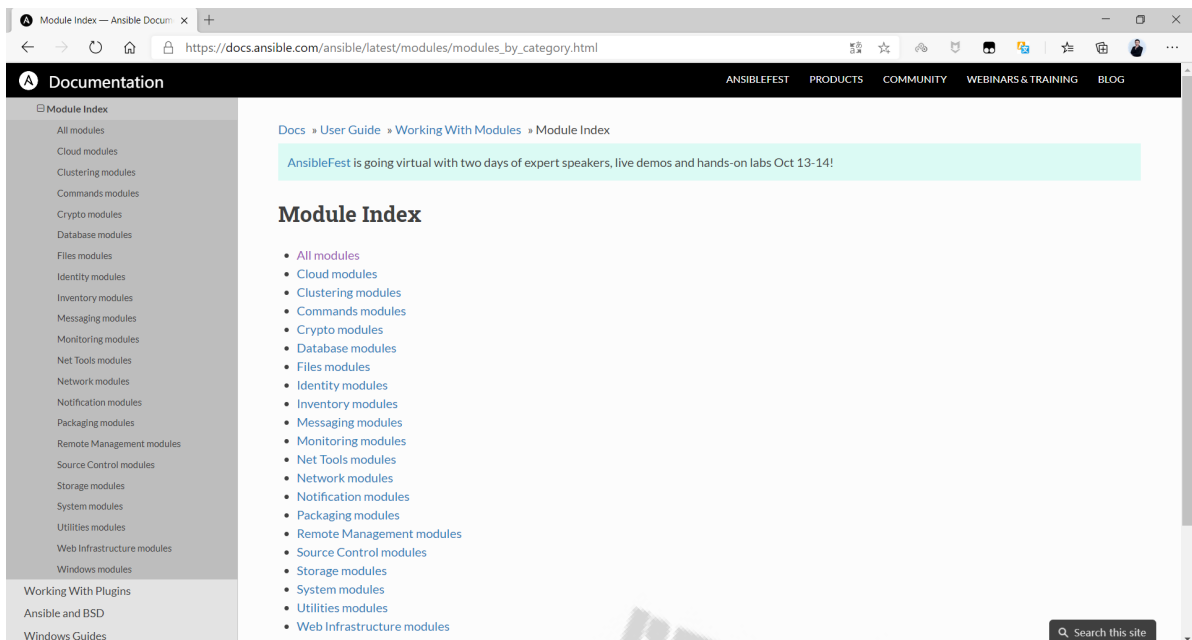 Module Index — Ansible Docum
https://docs.ansible.com/ansible/latest/modules/modules_by_category.html
Documentation
ANSIBLEFEST PRODUCTS COMMUNITY WEBINARS & TRAINING BLOG
Module Index
All modules
Cloud modules
Clustering modules
Commands modules
Crypto modules
Database modules
Files modules
Identity modules
Inventory modules
Messaging modules
Monitoring modules
Net Tools modules
Network modules
Notification modules
Packaging modules
Remote Management modules
Source Control modules
Storage modules
System modules
Utilities modules
Web Infrastructure modules
Windows modules
Working With Plugins
Ansible and BSD
Windows Guides
Docs » User Guide » Working With Modules » Module Index
AnsibleFest is going virtual with two days of expert speakers, live demos and hands-on labs Oct 13-14!
Module Index
• All modules
• Cloud modules
• Clustering modules
• Commands modules
• Crypto modules
• Database modules
• Files modules
• Identity modules
• Inventory modules
• Messaging modules
• Monitoring modules
• Net Tools modules
• Network modules
• Notification modules
• Packaging modules
• Remote Management modules
• Source Control modules
• Storage modules
• System modules
• Utilities modules
• Web Infrastructure modules
Search this site